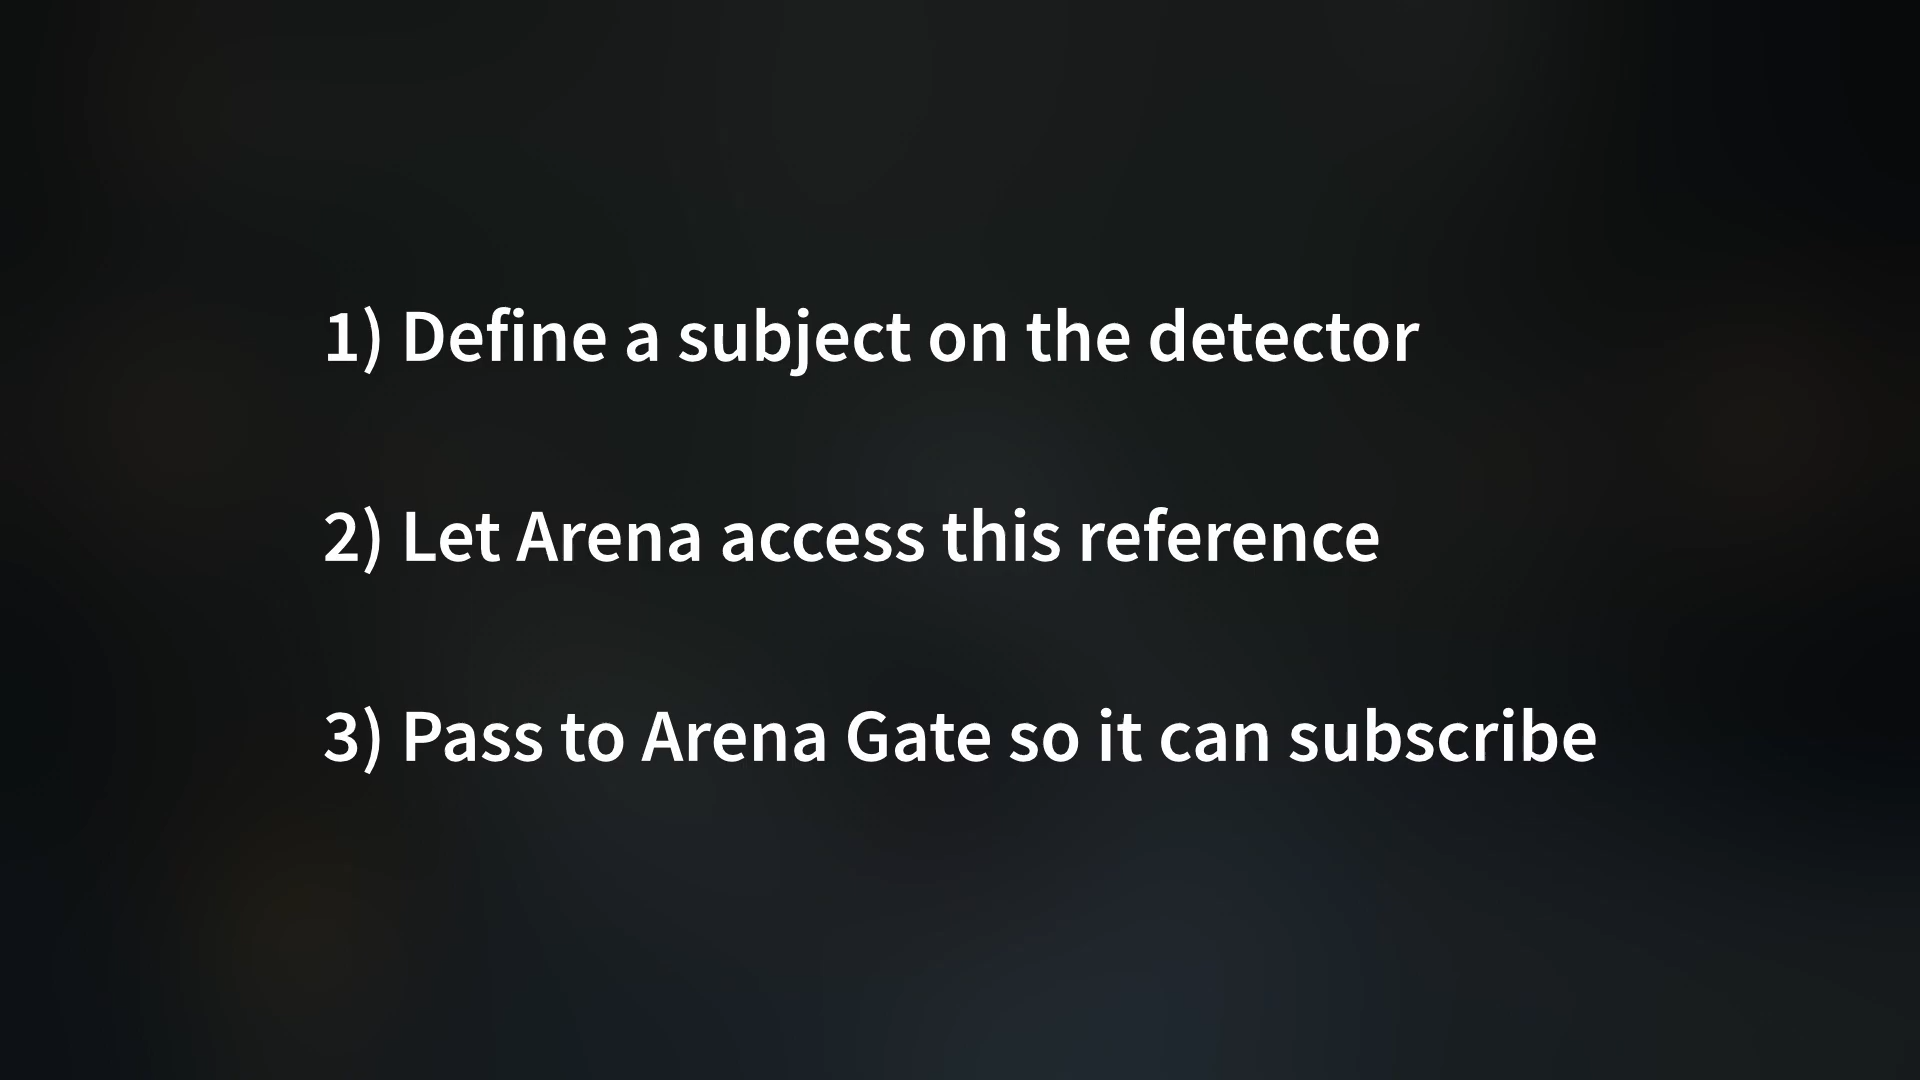 1) Define a subject on the detector
2) Let Arena access this reference
3) Pass to Arena Gate so it can subscribe